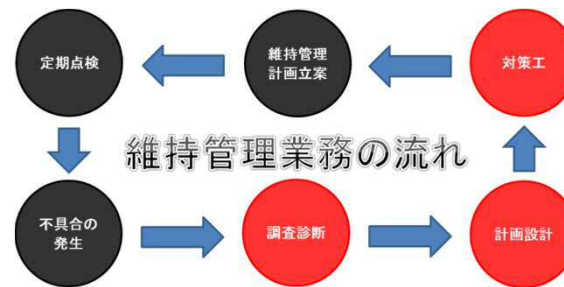 定期点検
維持管理
計画立案
対策工
維持管理業務の流れ
不具合の
発生
調査診断
計画設計